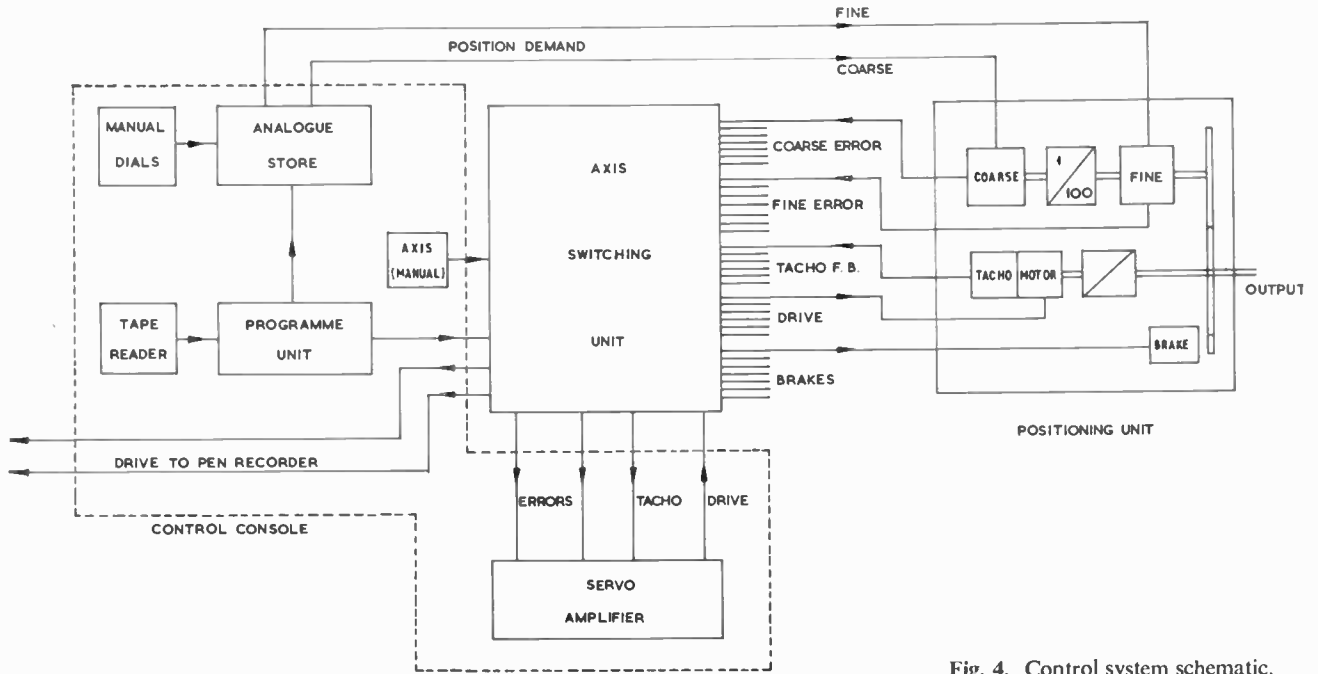 FINE
POSITION DEMAND
COARSE
MANUAL
DIALS
ANALOGUE
STORE
AXIS
SWITCHING
UNIT
COARSE ERROR
FINE ERROR
TACHO F. B.
DRIVE
BRAKES
COARSE
1/100
FINE
TACHO
MOTOR
OUTPUT
BRAKE
POSITIONING UNIT
AXIS
(MANUAL)
TAPE
READER
PROGRAMME
UNIT
DRIVE TO PEN RECORDER
CONTROL CONSOLE
ERRORS
TACHO
DRIVE
SERVO
AMPLIFIER
Fig. 4. Control system schematic.